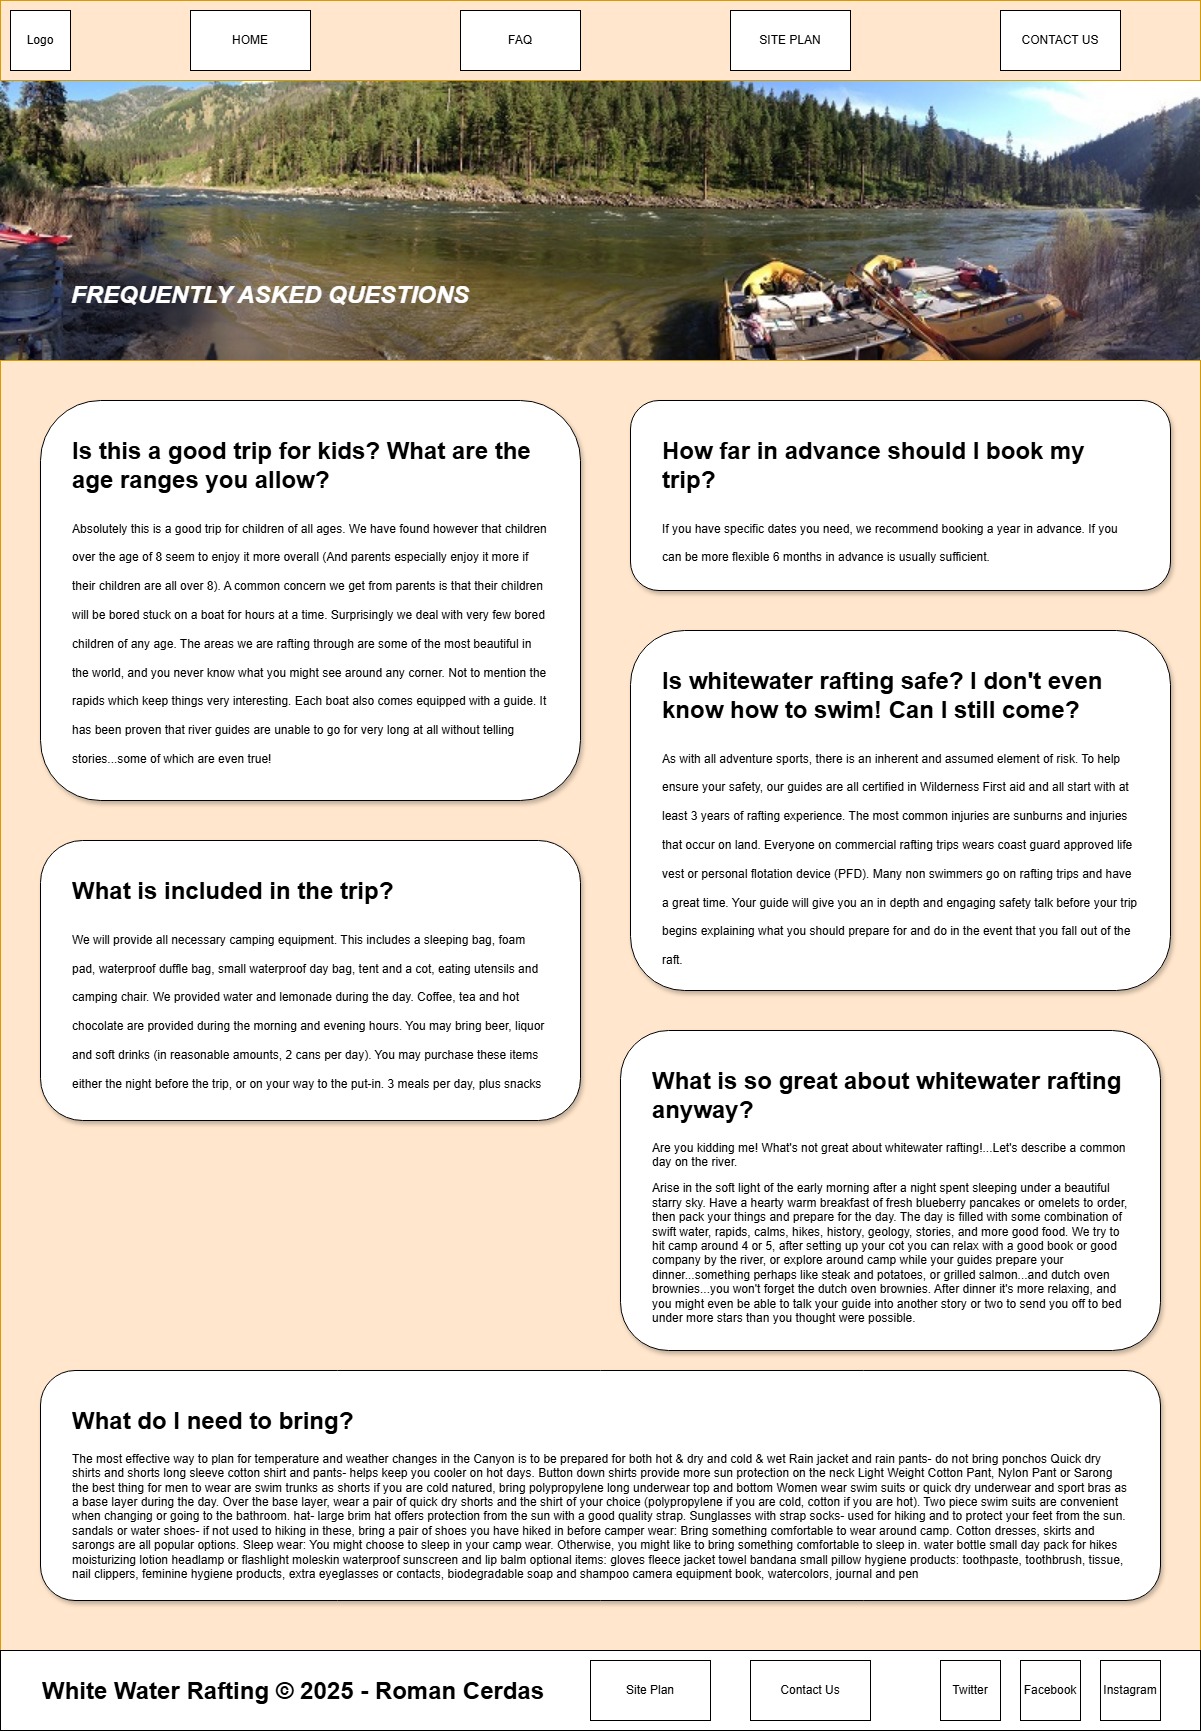 Logo
HOME
FAQ
SITE PLAN
CONTACT US
FREQUENTLY ASKED QUESTIONS
Is this a good trip for kids? What are the
age ranges you allow?
Absolutely this is a good trip for children of all ages. We have found however that children
over the age of 8 seem to enjoy it more overall (And parents especially enjoy it more if
their children are all over 8). A common concern we get from parents is that their children
will be bored stuck on a boat for hours at a time. Surprisingly we deal with very few bored
children of any age. The areas we are rafting through are some of the most beautiful in
the world, and you never know what you might see around any corner. Not to mention the
rapids which keep things very interesting. Each boat also comes equipped with a guide. It
has been proven that river guides are unable to go for very long at all without telling
stories...some of which are even true!
What is included in the trip?
We will provide all necessary camping equipment. This includes a sleeping bag, foam
pad, waterproof duffle bag, small waterproof day bag, tent and a cot, eating utensils and
camping chair. We provided water and lemonade during the day. Coffee, tea and hot
chocolate are provided during the morning and evening hours. You may bring beer, liquor
and soft drinks (in reasonable amounts, 2 cans per day). You may purchase these items
either the night before the trip, or on your way to the put-in. 3 meals per day, plus snacks
How far in advance should I book my
trip?
If you have specific dates you need, we recommend booking a year in advance. If you
can be more flexible 6 months in advance is usually sufficient.
Is whitewater rafting safe? I don't even
know how to swim! Can I still come?
As with all adventure sports, there is an inherent and assumed element of risk. To help
ensure your safety, our guides are all certified in Wilderness First aid and all start with at
least 3 years of rafting experience. The most common injuries are sunburns and injuries
that occur on land. Everyone on commercial rafting trips wears coast guard approved life
vest or personal flotation device (PFD). Many non swimmers go on rafting trips and have
a great time. Your guide will give you an in depth and engaging safety talk before your trip
begins explaining what you should prepare for and do in the event that you fall out of the
raft.
What is so great about whitewater rafting
anyway?
Are you kidding me! What's not great about whitewater rafting!...Let's describe a common
day on the river.
Arise in the soft light of the early morning after a night spent sleeping under a beautiful
starry sky. Have a hearty warm breakfast of fresh blueberry pancakes or omelets to order,
then pack your things and prepare for the day. The day is filled with some combination of
swift water, rapids, calms, hikes, history, geology, stories, and more good food. We try to
hit camp around 4 or 5, after setting up your cot you can relax with a good book or good
company by the river, or explore around camp while your guides prepare your
dinner...something perhaps like steak and potatoes, or grilled salmon...and dutch oven
brownies...you won't forget the dutch oven brownies. After dinner it's more relaxing, and
you might even be able to talk your guide into another story or two to send you off to bed
under more stars than you thought were possible.
What do I need to bring?
The most effective way to plan for temperature and weather changes in the Canyon is to be prepared for both hot & dry and cold & wet Rain jacket and rain pants- do not bring ponchos Quick dry
shirts and shorts long sleeve cotton shirt and pants- helps keep you cooler on hot days. Button down shirts provide more sun protection on the neck Light Weight Cotton Pant, Nylon Pant or Sarong
the best thing for men to wear are swim trunks as shorts if you are cold natured, bring polypropylene long underwear top and bottom Women wear swim suits or quick dry underwear and sport bras as
a base layer during the day. Over the base layer, wear a pair of quick dry shorts and the shirt of your choice (polypropylene if you are cold, cotton if you are hot). Two piece swim suits are convenient
when changing or going to the bathroom. hat- large brim hat offers protection from the sun with a good quality strap. Sunglasses with strap socks- used for hiking and to protect your feet from the sun.
sandals or water shoes- if not used to hiking in these, bring a pair of shoes you have hiked in before camper wear: Bring something comfortable to wear around camp. Cotton dresses, skirts and
sarongs are all popular options. Sleep wear: You might choose to sleep in your camp wear. Otherwise, you might like to bring something comfortable to sleep in. water bottle small day pack for hikes
moisturizing lotion headlamp or flashlight moleskin waterproof sunscreen and lip balm optional items: gloves fleece jacket towel bandana small pillow hygiene products: toothpaste, toothbrush, tissue,
nail clippers, feminine hygiene products, extra eyeglasses or contacts, biodegradable soap and shampoo camera equipment book, watercolors, journal and pen
White Water Rafting © 2025 - Roman Cerdas
Site Plan
Contact Us
Twitter
Facebook
Instagram